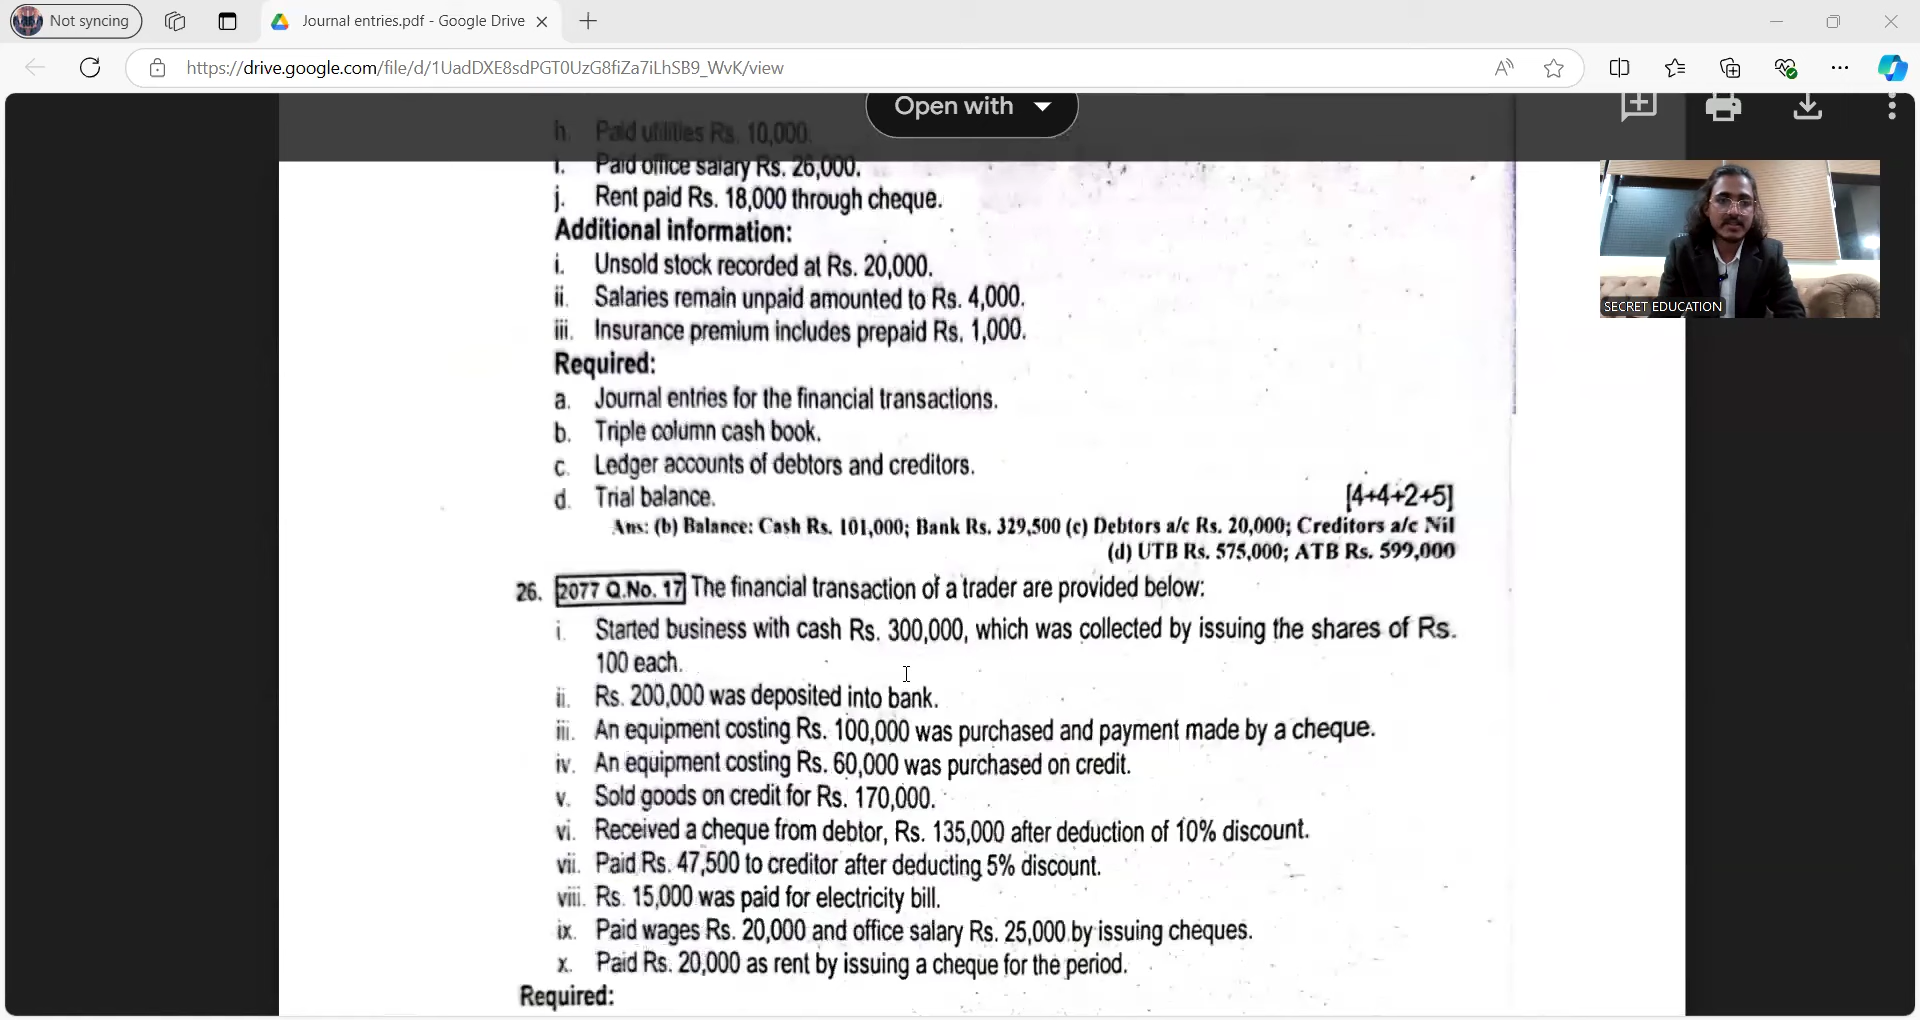 Not syncing
Journal entries.pdf - Google Drive
https://drive.google.com/file/d/1UadDXE8sdPGT0UzG8fiZa7iLhSB9_WvK/view
Open with
h. Paid utilities Rs. 10,000.
i. Paid office salary Rs. 26,000.
j. Rent paid Rs. 18,000 through cheque.
Additional information:
i. Unsold stock recorded at Rs. 20,000.
ii. Salaries remain unpaid amounted to Rs. 4,000.
iii. Insurance premium includes prepaid Rs. 1,000.
SECRET EDUCATION
Required:
a. Journal entries for the financial transactions.
b. Triple column cash book.
c. Ledger accounts of debtors and creditors.
d. Trial balance. [4+4+2+5]
Ans: (b) Balance: Cash Rs. 101,000; Bank Rs. 329,500 (c) Debtors a/c Rs. 20,000; Creditors a/c Nil
(d) UTB Rs. 575,000; ATB Rs. 599,000
26. 2077 Q.No. 17 The financial transaction of a trader are provided below:
i. Started business with cash Rs. 300,000, which was collected by issuing the shares of Rs.
100 each.
ii. Rs. 200,000 was deposited into bank.
iii. An equipment costing Rs. 100,000 was purchased and payment made by a cheque.
iv. An equipment costing Rs. 60,000 was purchased on credit.
v. Sold goods on credit for Rs. 170,000.
vi. Received a cheque from debtor, Rs. 135,000 after deduction of 10% discount.
vii. Paid Rs. 47,500 to creditor after deducting 5% discount.
viii. Rs. 15,000 was paid for electricity bill.
ix. Paid wages Rs. 20,000 and office salary Rs. 25,000 by issuing cheques.
x. Paid Rs. 20,000 as rent by issuing a cheque for the period.
Required: